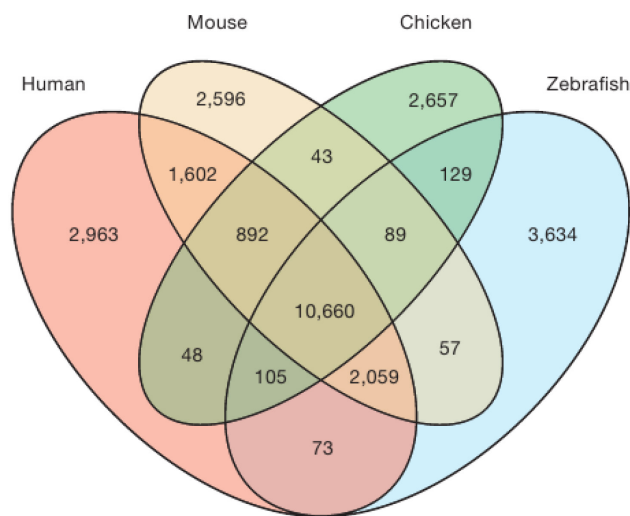 Mouse Chicken
Human Zebrafish
2,596 2,657
43
1,602 129
2,963 892 89 3,634
10,660
48 57
105 2,059
73